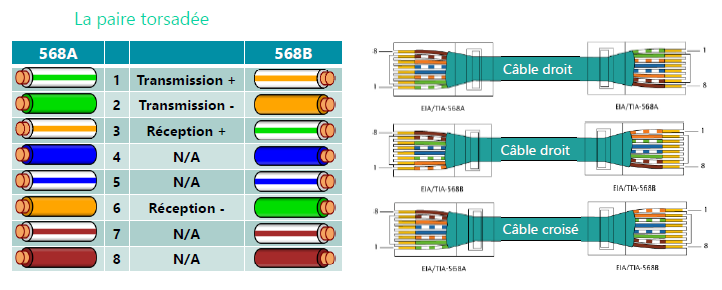 La paire torsadée
568A 568B
1 Transmission +
2 Transmission -
3 Réception +
4 N/A
5 N/A
6 Réception -
7 N/A
8 N/A
8 1
Câble droit
1 8
EIA/TIA-568A EIA/TIA-568A
8 1
Câble droit
1 8
EIA/TIA-568B EIA/TIA-568B
8 1
Câble croisé
1 8
EIA/TIA-568A EIA/TIA-568B